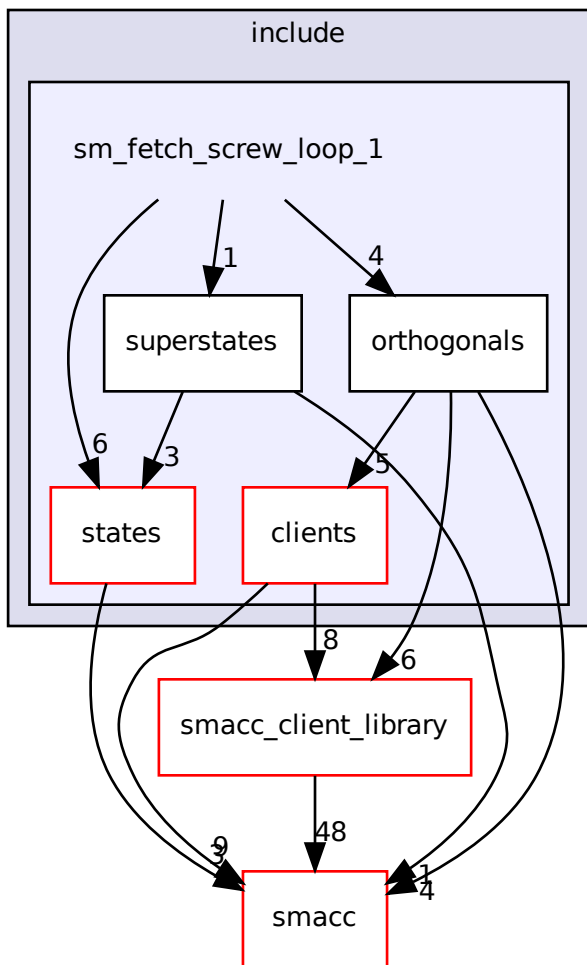 include
sm_fetch_screw_loop_1
1
4
superstates
orthogonals
6
3
5
states
clients
8
6
smacc_client_library
48
9
3
1
4
smacc